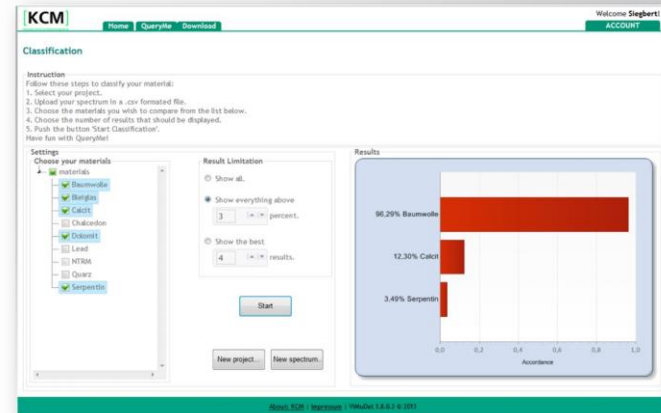 [KCM]
Welcome Siegbert!
Home QueryMe Download
ACCOUNT
Classification
Instruction
Follow these steps to classify your material:
1. Select your project.
2. Upload your spectrum in a .csv formated file.
3. Choose the materials you wish to compare from the list below.
4. Choose the number of results that should be displayed.
5. Push the button 'Start Classification'.
Have fun with QueryMe!
Settings
Choose your materials
materials
Baumwolle
Bleiglas
Calcit
Chalcedon
Dolomit
Lead
NTRM
Quarz
Serpentin
Result Limitation
Show all.
Show everything above
3 percent.
Show the best
4 results.
Start
New project...
New spectrum..
Results
96,29% Baumwolle
12,30% Calcit
3,49% Serpentin
0,0 0,2 0,4 0,6 0,8 1,0
Accordance
About KCM | Impressum |